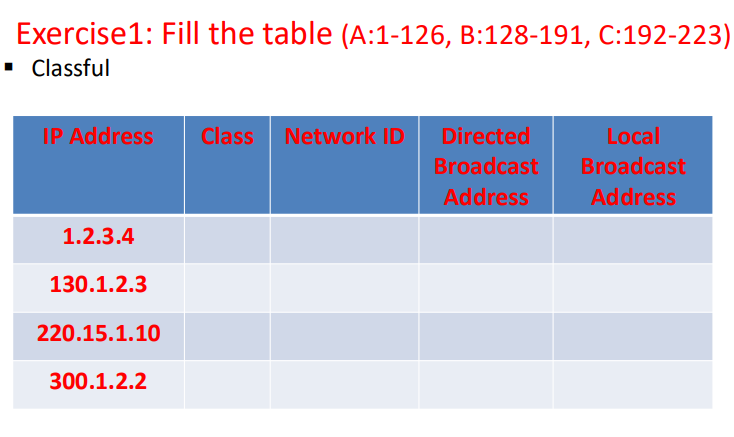 Exercise1: Fill the table (A:1-126, B:128-191, C:192-223)
▪ Classful
IP Address Class Network ID Directed Broadcast Address Local Broadcast Address
1.2.3.4
130.1.2.3
220.15.1.10
300.1.2.2